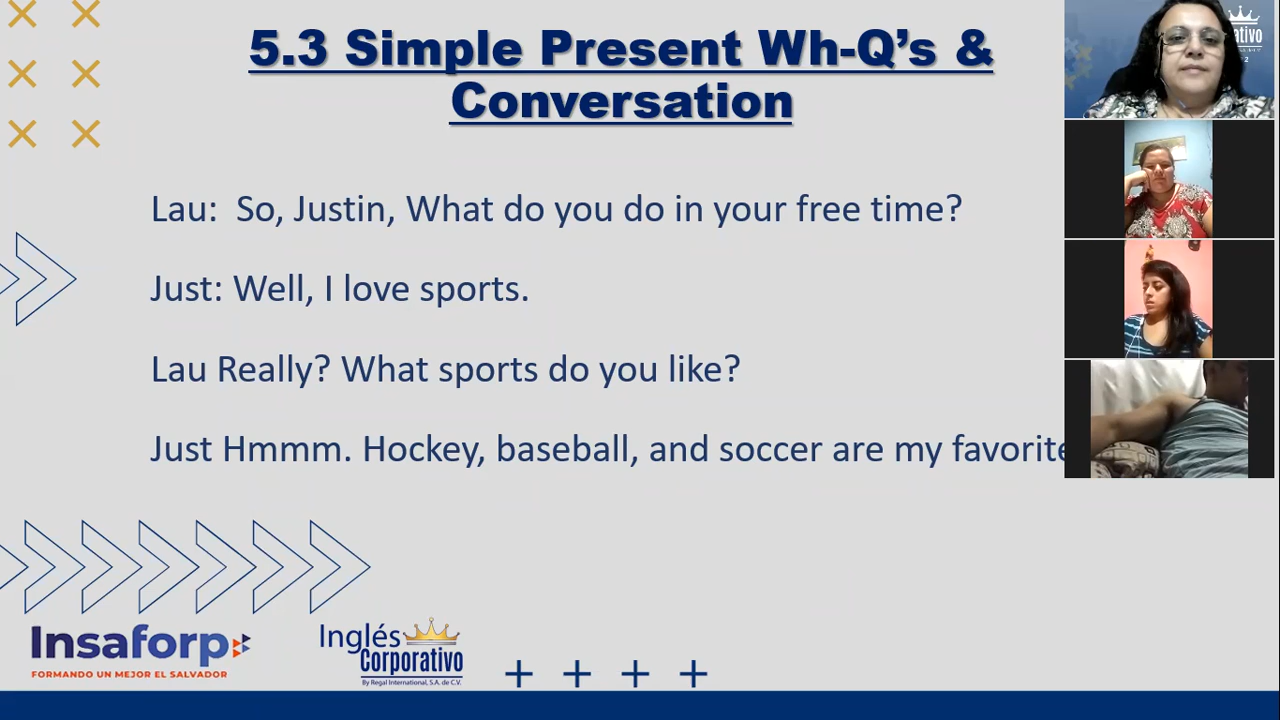 5.3 Simple Present Wh-Q’s &
Conversation
Lau:  So, Justin, What do you do in your free time?
Just: Well, I love sports.
Lau Really? What sports do you like?
Just Hmmm. Hockey, baseball, and soccer are my favorite
Insaforp
FORMANDO UN MEJOR EL SALVADOR
Inglés
Corporativo
By Regal International, S.A. de C.V.
ativo
2